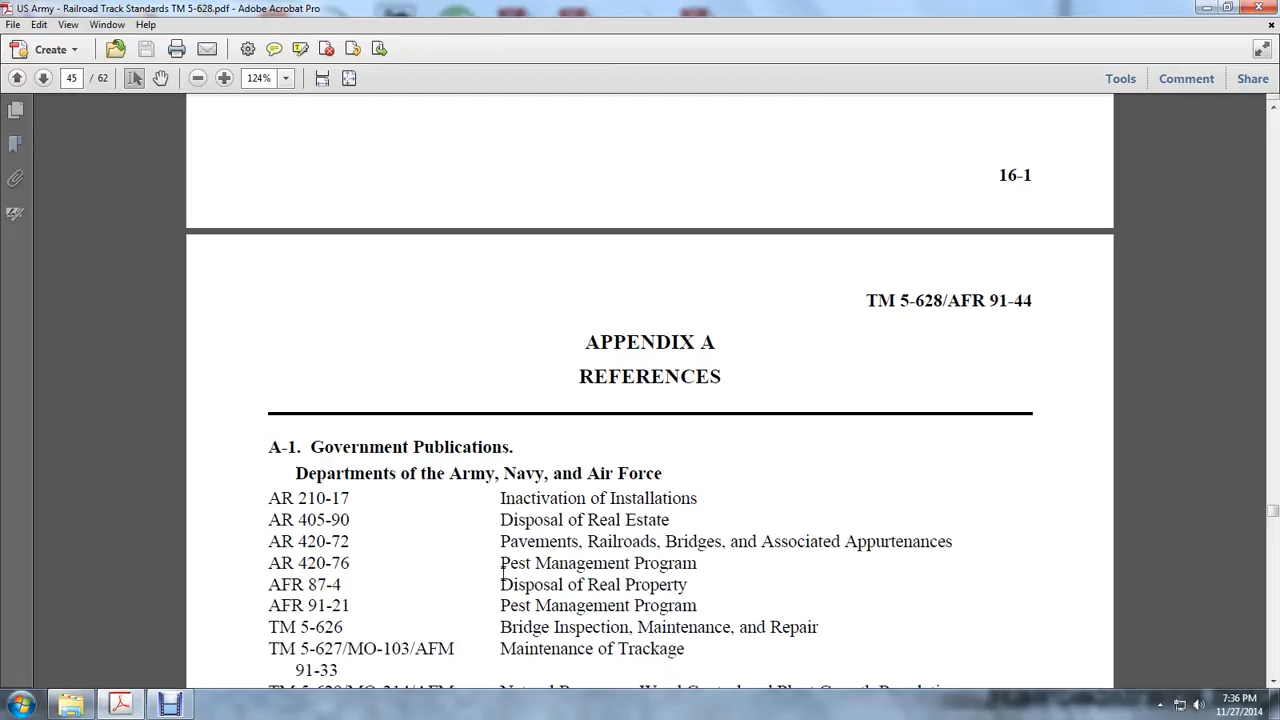 US Army - Railroad Track Standards TM 5-628.pdf - Adobe Acrobat Pro
File Edit View Window Help
Create
45 / 62 124% Tools Comment Share
16-1
TM 5-628/AFR 91-44
APPENDIX A
REFERENCES
A-1. Government Publications.
Departments of the Army, Navy, and Air Force
AR 210-17 Inactivation of Installations
AR 405-90 Disposal of Real Estate
AR 420-72 Pavements, Railroads, Bridges, and Associated Appurtenances
AR 420-76 Pest Management Program
AFR 87-4 Disposal of Real Property
AFR 91-21 Pest Management Program
TM 5-626 Bridge Inspection, Maintenance, and Repair
TM 5-627/MO-103/AFM Maintenance of Trackage
91-33
7:36 PM
11/27/2014